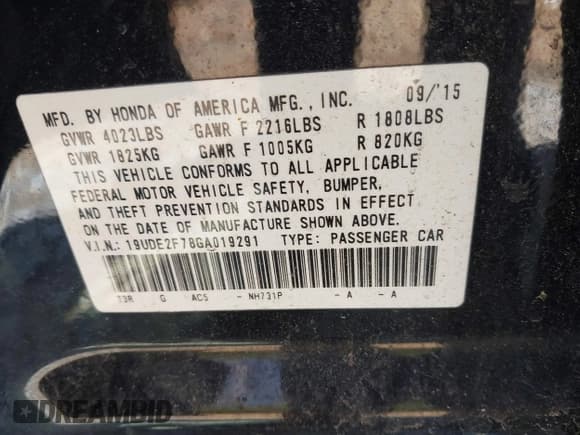 MFD. BY HONDA OF AMERICA MFG., INC. 09/'15
GVWR 4023LBS GAWR F 2216LBS R 1808LBS
GVWR 1825KG GAWR F 1005KG R 820KG
THIS VEHICLE CONFORMS TO ALL APPLICABLE
FEDERAL MOTOR VEHICLE SAFETY, BUMPER,
AND THEFT PREVENTION STANDARDS IN EFFECT
ON THE DATE OF MANUFACTURE SHOWN ABOVE.
V.I.N.: 19UDE2F78GA019291 TYPE: PASSENGER CAR
T3R G AC5 - NH731P - A - A
DREAMBID